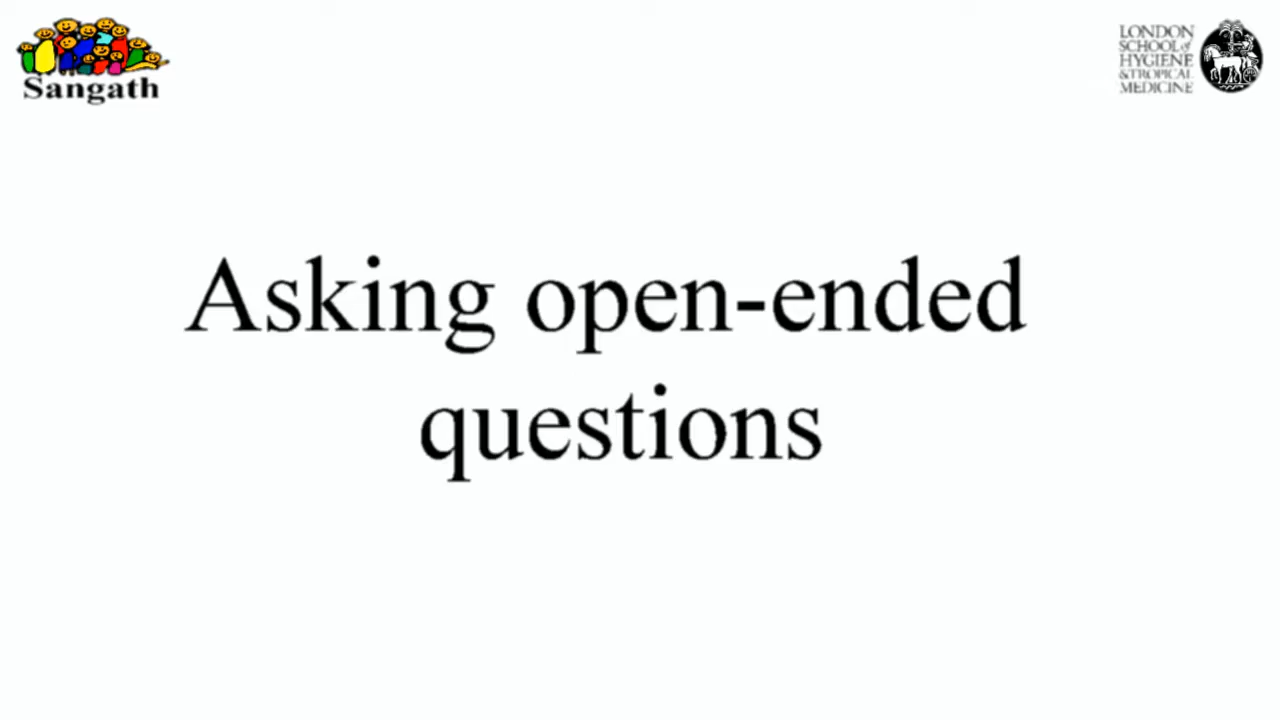 Sangath
LONDON
SCHOOL of
HYGIENE
& TROPICAL
MEDICINE
Asking open-ended
questions